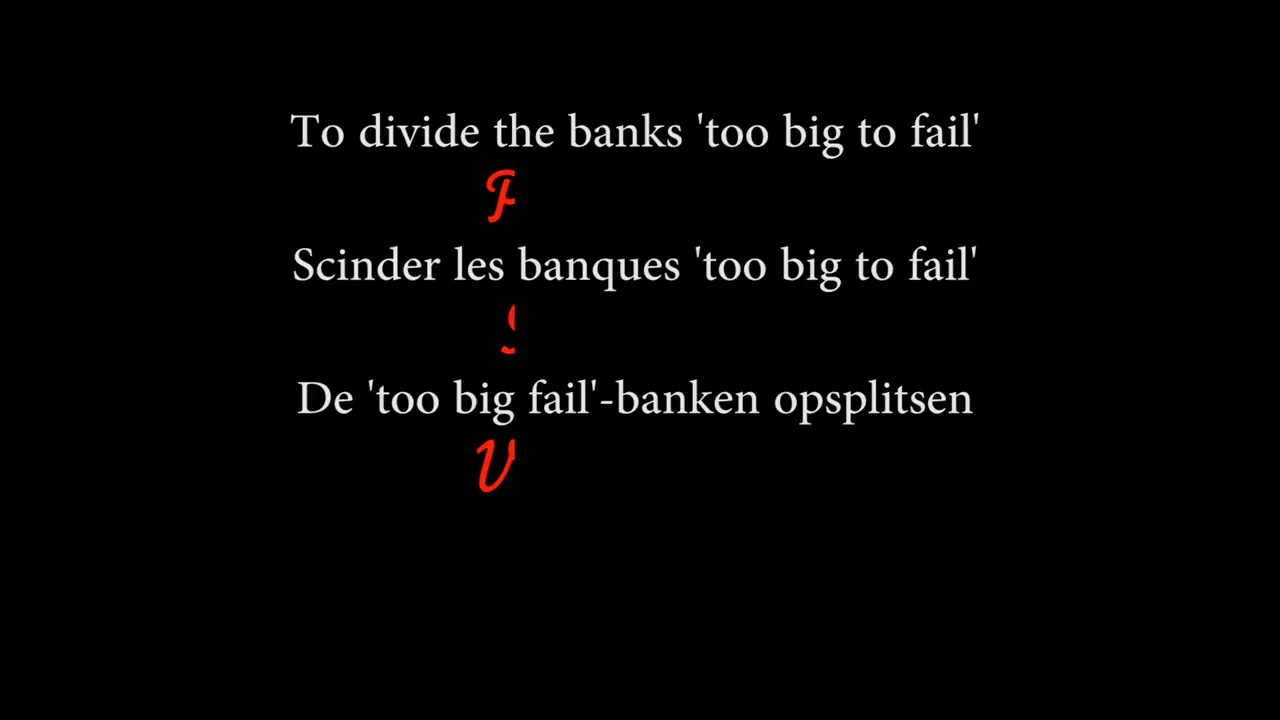 To divide the banks 'too big to fail'
Scinder les banques 'too big to fail'
De 'too big fail'-banken opsplitsen